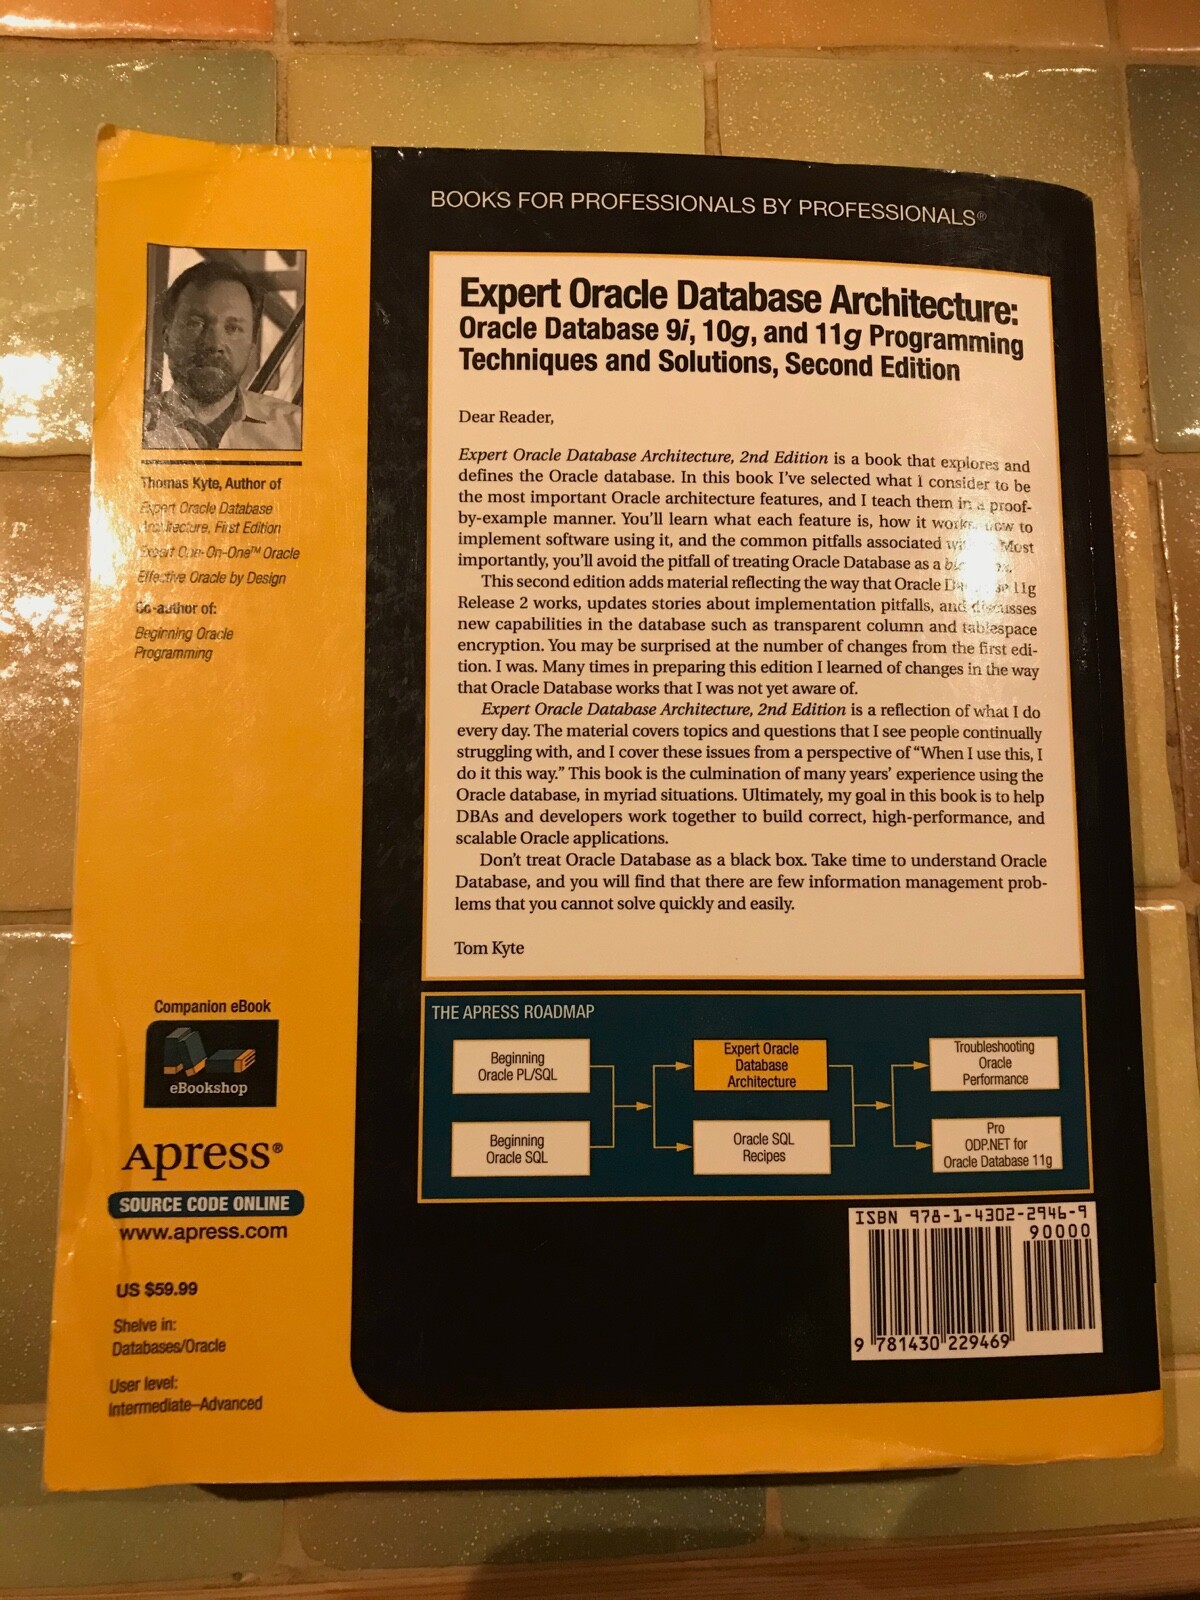 BOOKS FOR PROFESSIONALS BY PROFESSIONALS®
Expert Oracle Database Architecture:
Oracle Database 9i, 10g, and 11g Programming
Techniques and Solutions, Second Edition
Dear Reader,
Expert Oracle Database Architecture, 2nd Edition is a book that explores and
defines the Oracle database. In this book I've selected what I consider to be
the most important Oracle architecture features, and I teach them in a proof-
by-example manner. You'll learn what each feature is, how it works, how to
implement software using it, and the common pitfalls associated Most
importantly, you'll avoid the pitfall of treating Oracle Database as a
This second edition adds material reflecting the way that Oracle 11g
Release 2 works, updates stories about implementation pitfalls, and discusses
new capabilities in the database such as transparent column and tablespace
encryption. You may be surprised at the number of changes from the first edi-
tion. I was. Many times in preparing this edition I learned of changes in the way
that Oracle Database works that I was not yet aware of.
Expert Oracle Database Architecture, 2nd Edition is a reflection of what I do
every day. The material covers topics and questions that I see people continually
struggling with, and I cover these issues from a perspective of “When I use this, I
do it this way.” This book is the culmination of many years' experience using the
Oracle database, in myriad situations. Ultimately, my goal in this book is to help
DBAs and developers work together to build correct, high-performance, and
scalable Oracle applications.
Don't treat Oracle Database as a black box. Take time to understand Oracle
Database, and you will find that there are few information management prob-
lems that you cannot solve quickly and easily.
Tom Kyte
Thomas Kyte, Author of
Expert Oracle Database
Architecture, First Edition
Expert One-On-One™ Oracle
Effective Oracle by Design
Co-author of:
Beginning Oracle
Programming
Companion eBook
eBookshop
Apress®
SOURCE CODE ONLINE
www.apress.com
US $59.99
Shelve in:
Databases/Oracle
User level:
Intermediate–Advanced
THE APRESS ROADMAP
Beginning
Oracle PL/SQL
Beginning
Oracle SQL
Expert Oracle
Database
Architecture
Oracle SQL
Recipes
Troubleshooting
Oracle
Performance
Pro
ODP.NET for
Oracle Database 11g
ISBN 978-1-4302-2946-9
90000
9 781430 229469